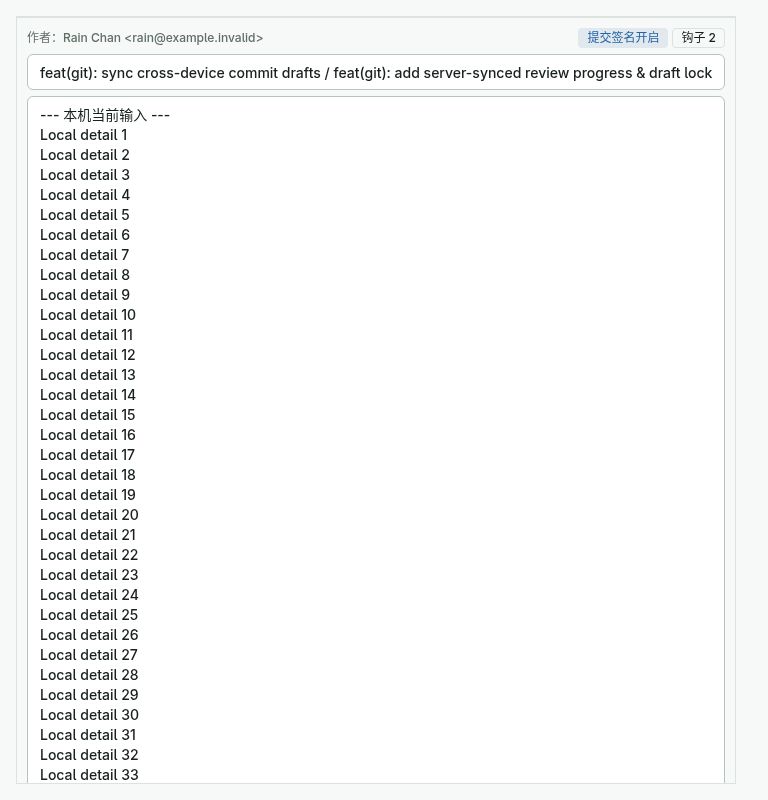 作者：Rain Chan <rain@example.invalid>
提交签名开启
钩子 2
feat(git): sync cross-device commit drafts / feat(git): add server-synced review progress & draft lock
--- 本机当前输入 ---
Local detail 1
Local detail 2
Local detail 3
Local detail 4
Local detail 5
Local detail 6
Local detail 7
Local detail 8
Local detail 9
Local detail 10
Local detail 11
Local detail 12
Local detail 13
Local detail 14
Local detail 15
Local detail 16
Local detail 17
Local detail 18
Local detail 19
Local detail 20
Local detail 21
Local detail 22
Local detail 23
Local detail 24
Local detail 25
Local detail 26
Local detail 27
Local detail 28
Local detail 29
Local detail 30
Local detail 31
Local detail 32
Local detail 33